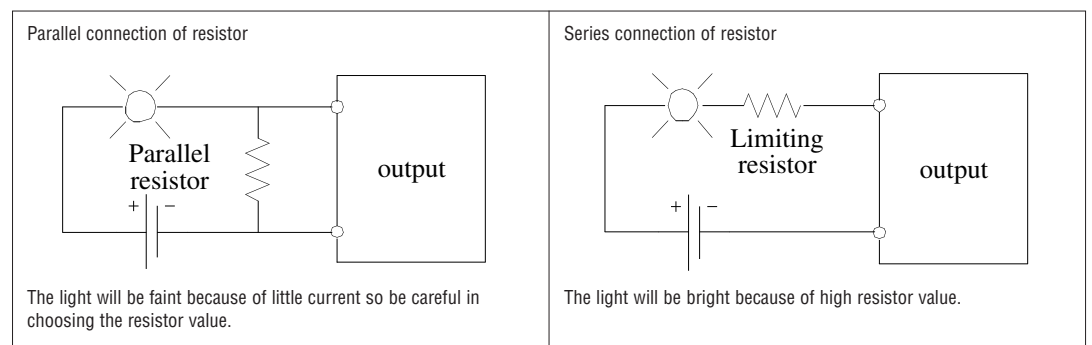 Parallel connection of resistor
Parallel
resistor
+ −
output
The light will be faint because of little current so be careful in
choosing the resistor value.
Series connection of resistor
Limiting
resistor
+ −
output
The light will be bright because of high resistor value.